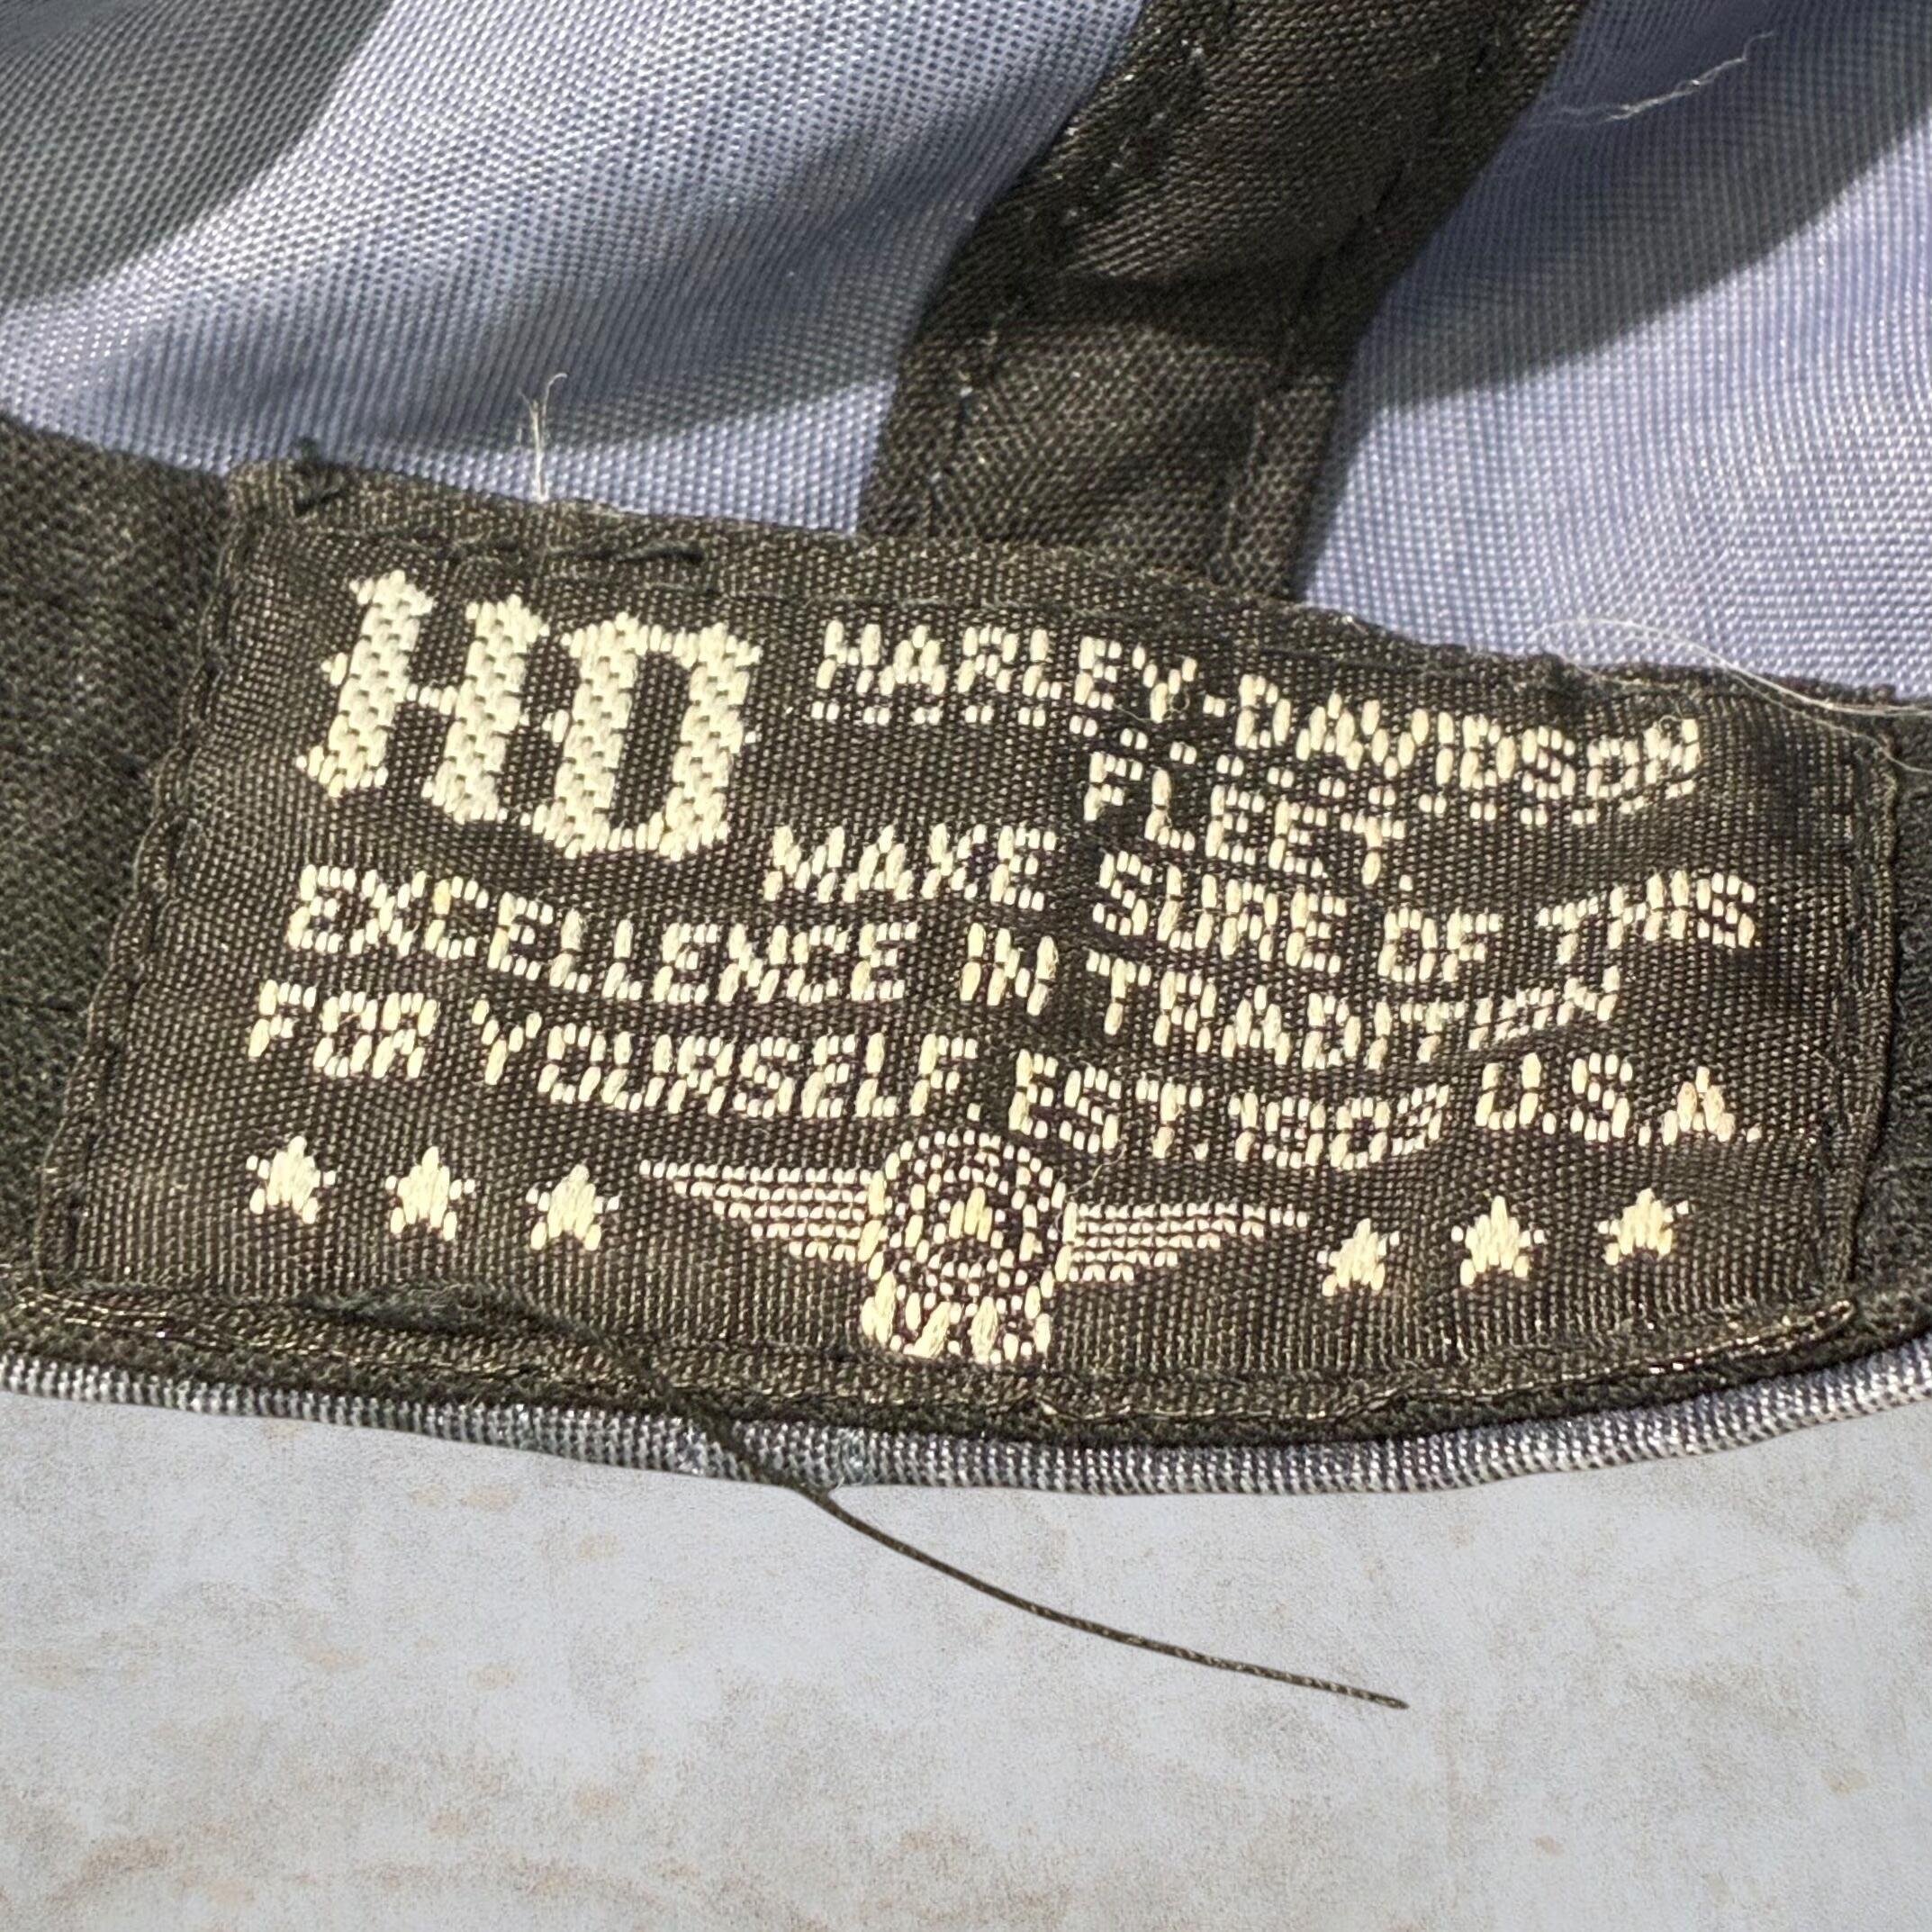 HD HARLEY-DAVIDSON
FLEET.
MAKE SURE OF THIS
EXCELLENCE IN TRADITION
FOR YOURSELF. EST.1903 U.S.A.